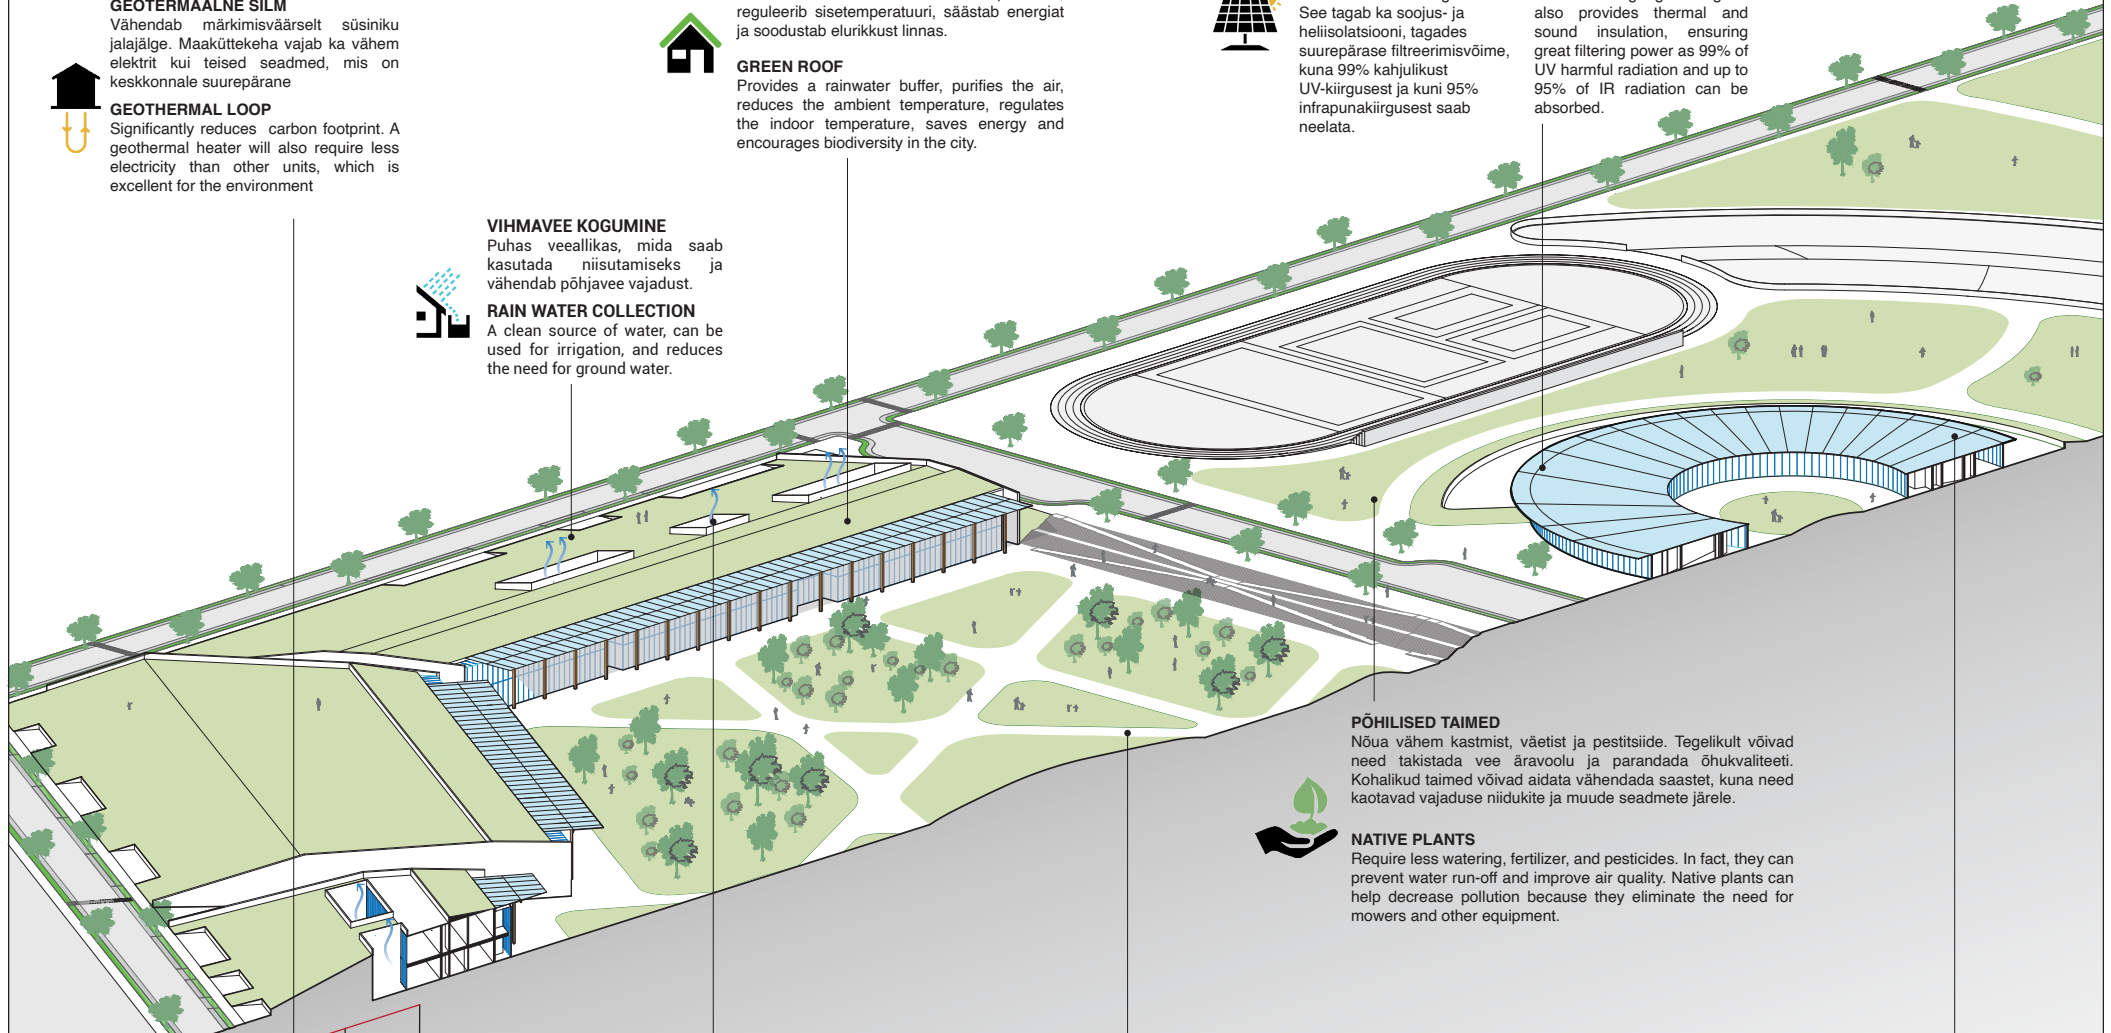 GEOTERMAALNE SILM
Vähendab märkimisväärselt süsiniku
jalajälge. Maaküttekeha vajab ka vähem
elektrit kui teised seadmed, mis on
keskkonnale suurepärane
GEOTHERMAL LOOP
Significantly reduces carbon footprint. A
geothermal heater will also require less
electricity than other units, which is
excellent for the environment
reguleerib sisetemperatuuri, säästab energiat
ja soodustab elurikkust linnas.
GREEN ROOF
Provides a rainwater buffer, purifies the air,
reduces the ambient temperature, regulates
the indoor temperature, saves energy and
encourages biodiversity in the city.
See tagab ka soojus- ja
heliisolatsiooni, tagades
suurepärase filtreerimisvõime,
kuna 99% kahjulikust
UV-kiirgusest ja kuni 95%
infrapunakiirgusest saab
neelata.
also provides thermal and
sound insulation, ensuring
great filtering power as 99% of
UV harmful radiation and up to
95% of IR radiation can be
absorbed.
VIHMAVEE KOGUMINE
Puhas veeallikas, mida saab
kasutada niisutamiseks ja
vähendab põhjavee vajadust.
RAIN WATER COLLECTION
A clean source of water, can be
used for irrigation, and reduces
the need for ground water.
PÕHILISED TAIMED
Nõua vähem kastmist, väetist ja pestitsiide. Tegelikult võivad
need takistada vee äravoolu ja parandada õhukvaliteeti.
Kohalikud taimed võivad aidata vähendada saastet, kuna need
kaotavad vajaduse niidukite ja muude seadmete järele.
NATIVE PLANTS
Require less watering, fertilizer, and pesticides. In fact, they can
prevent water run-off and improve air quality. Native plants can
help decrease pollution because they eliminate the need for
mowers and other equipment.